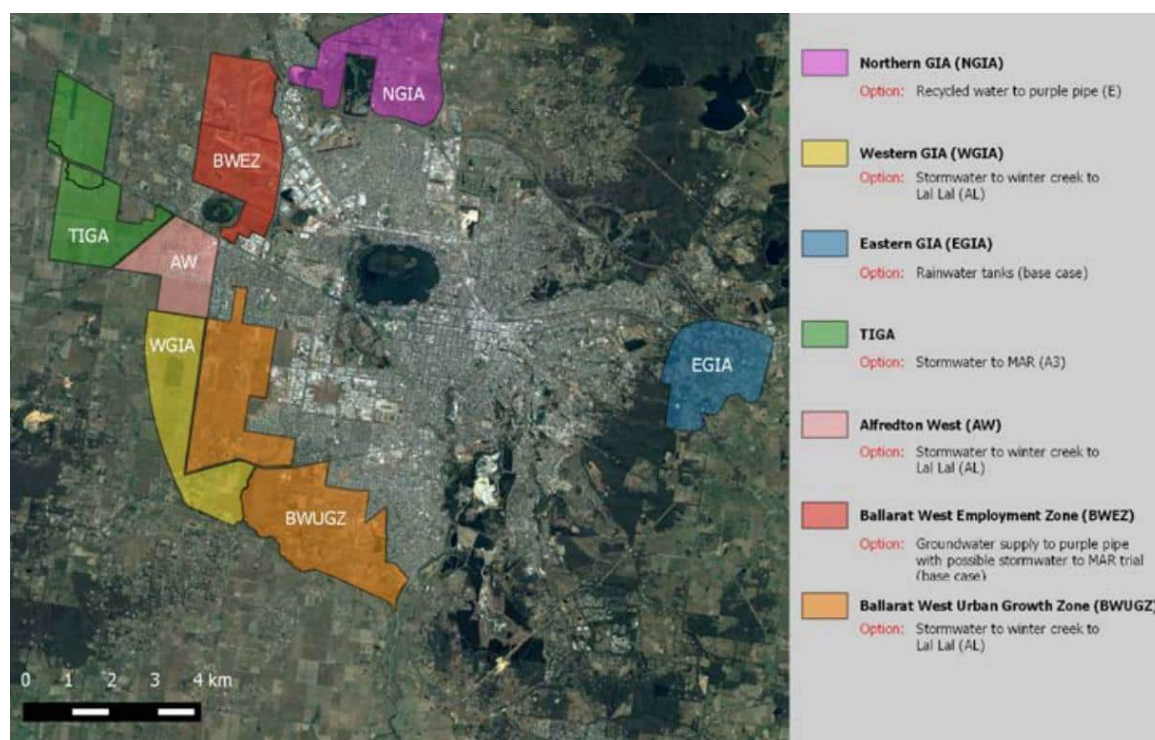 NGIA
BWEZ
TIGA
AW
WGIA
EGIA
BWUGZ
0 1 2 3 4 km
Northern GIA (NGIA)
Option: Recycled water to purple pipe (E)
Western GIA (WGIA)
Option: Stormwater to winter creek to
Lal Lal (AL)
Eastern GIA (EGIA)
Option: Rainwater tanks (base case)
TIGA
Option: Stormwater to MAR (A3)
Alfredton West (AW)
Option: Stormwater to winter creek to
Lal Lal (AL)
Ballarat West Employment Zone (BWEZ)
Option: Groundwater supply to purple pipe
with possible stormwater to MAR trial
(base case)
Ballarat West Urban Growth Zone (BWUGZ)
Option: Stormwater to winter creek to
Lal Lal (AL)